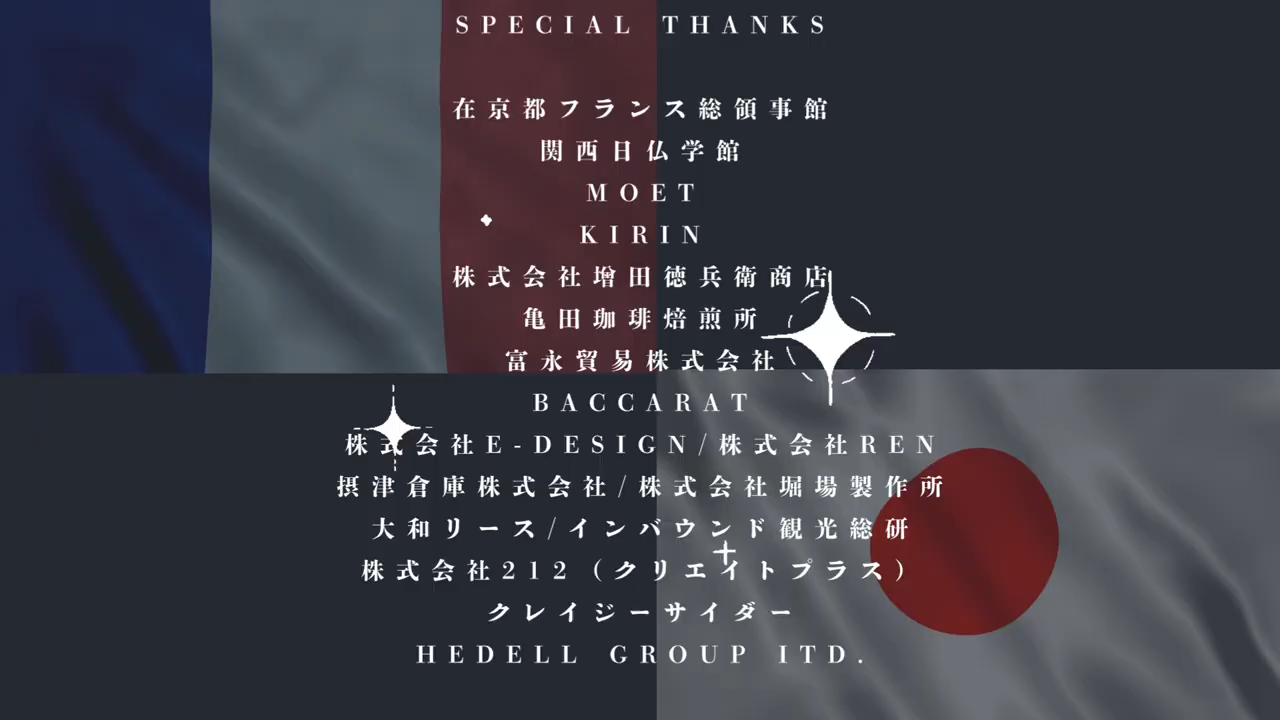 SPECIAL THANKS
在京都フランス総領事館
関西日仏学館
MOET
KIRIN
株式会社増田徳兵衛商店
亀田珈琲焙煎所
富永貿易株式会社
BACCARAT
株式会社E-DESIGN/株式会社REN
摂津倉庫株式会社/株式会社堀場製作所
大和リース/インバウンド観光総研
株式会社212（クリエイトプラス）
クレイジーサイダー
HEDELL GROUP ITD.